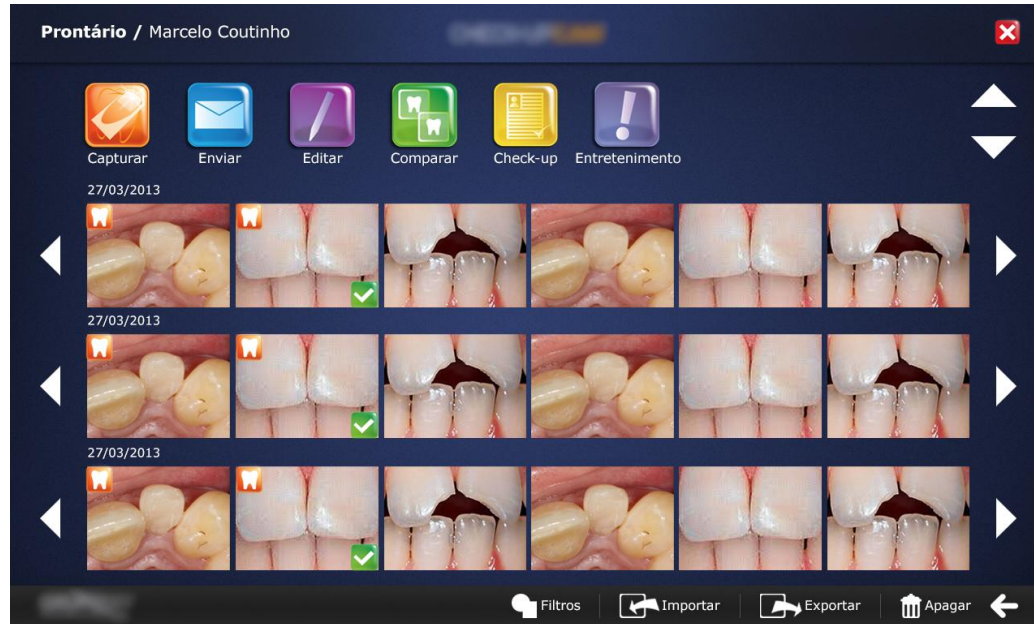 Prontário / Marcelo Coutinho
Capturar
Enviar
Editar
Comparar
Check-up
Entretenimento
27/03/2013
27/03/2013
27/03/2013
Filtros
Importar
Exportar
Apagar